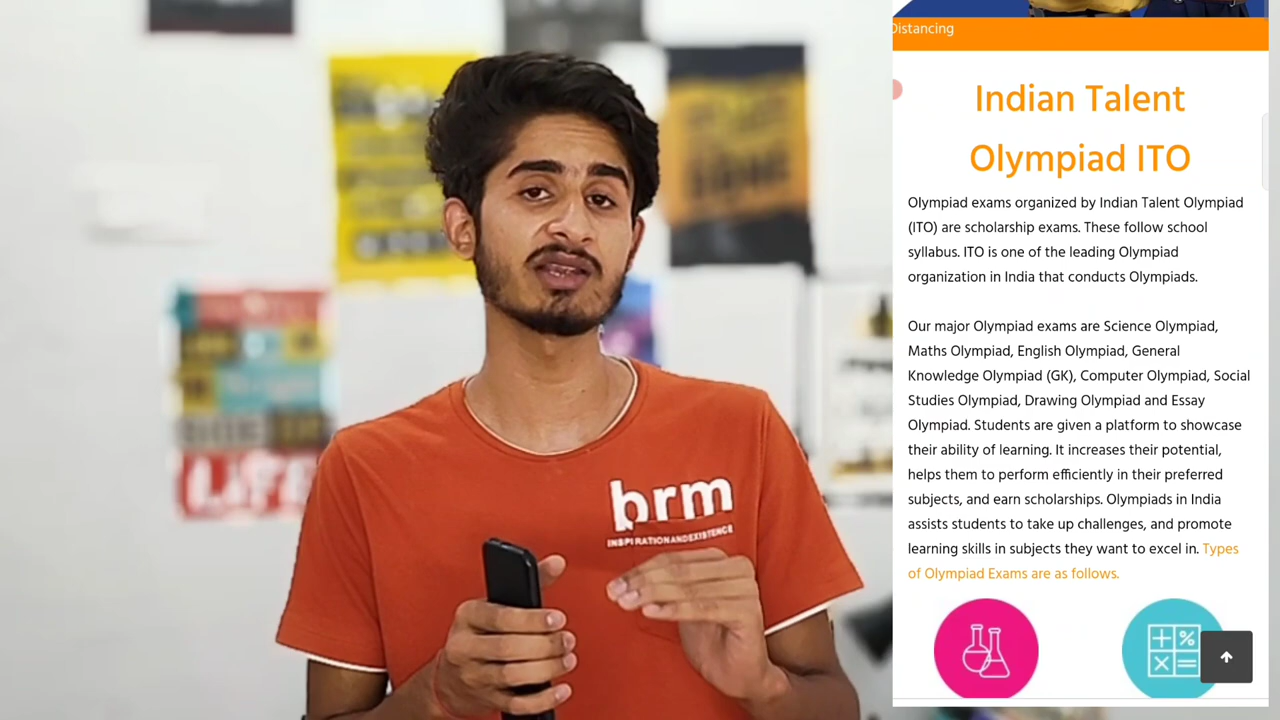 Distancing
Indian Talent
Olympiad ITO
Olympiad exams organized by Indian Talent Olympiad
(ITO) are scholarship exams. These follow school
syllabus. ITO is one of the leading Olympiad
organization in India that conducts Olympiads.
Our major Olympiad exams are Science Olympiad,
Maths Olympiad, English Olympiad, General
Knowledge Olympiad (GK), Computer Olympiad, Social
Studies Olympiad, Drawing Olympiad and Essay
Olympiad. Students are given a platform to showcase
their ability of learning. It increases their potential,
helps them to perform efficiently in their preferred
subjects, and earn scholarships. Olympiads in India
assists students to take up challenges, and promote
learning skills in subjects they want to excel in. Types
of Olympiad Exams are as follows.
brm
INSPIRATIONANDEXISTENCE
LIFE